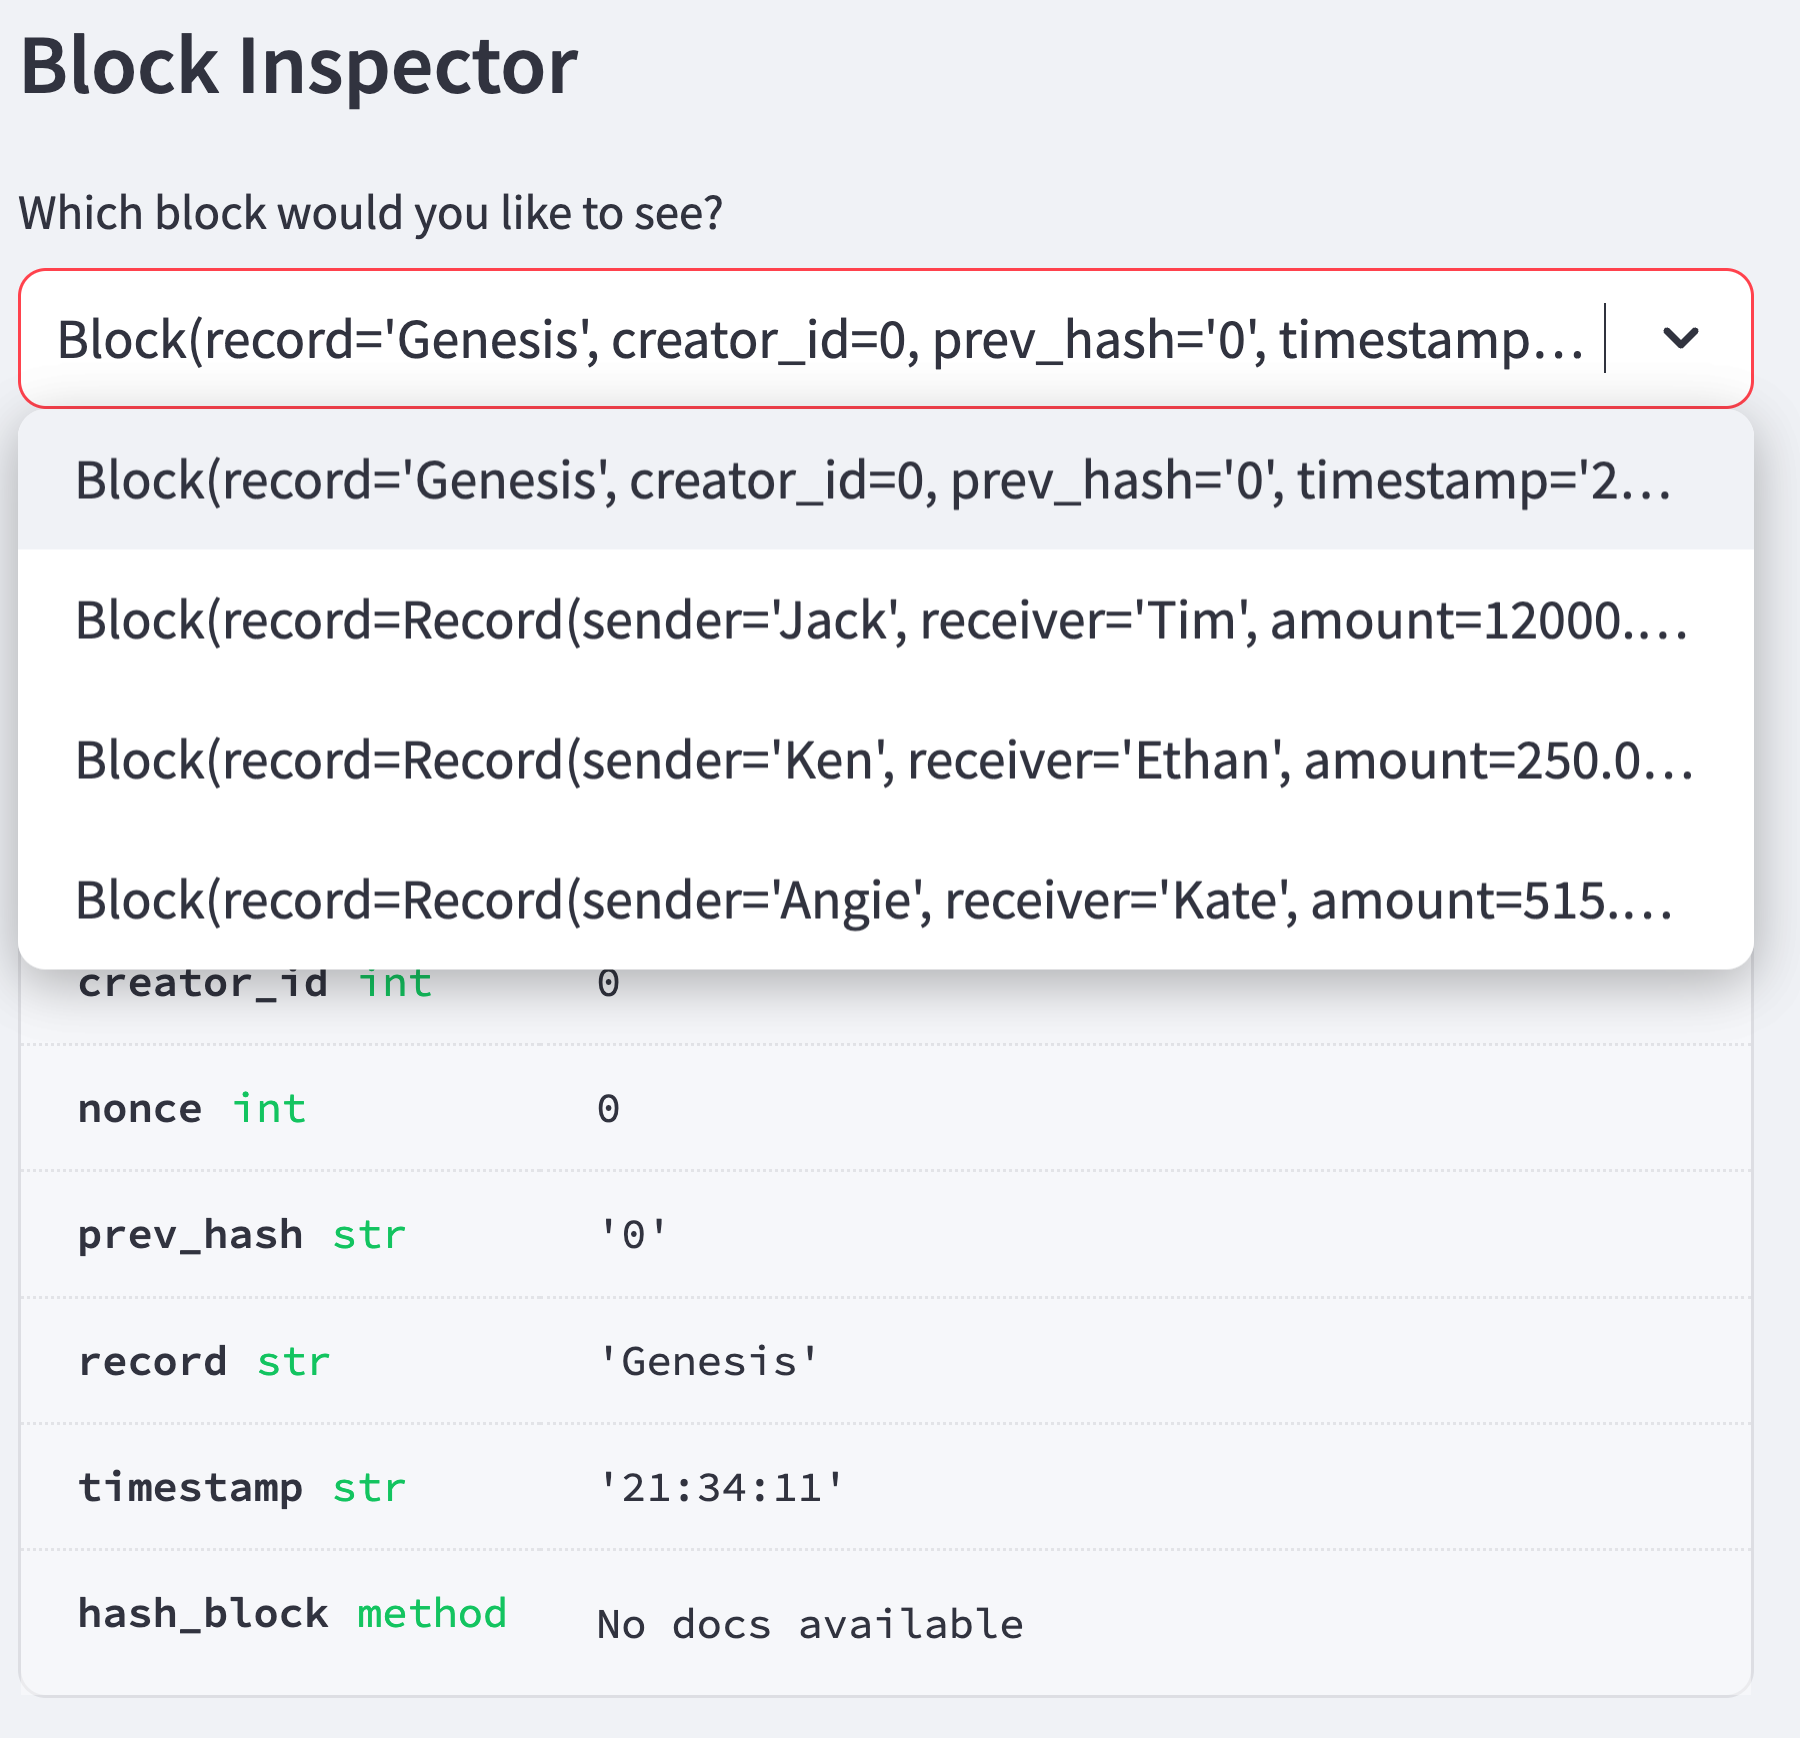 Block Inspector
Which block would you like to see?
Block(record='Genesis', creator_id=0, prev_hash='0', timestamp…
Block(record='Genesis', creator_id=0, prev_hash='0', timestamp='2…
Block(record=Record(sender='Jack', receiver='Tim', amount=12000.…
Block(record=Record(sender='Ken', receiver='Ethan', amount=250.0…
Block(record=Record(sender='Angie', receiver='Kate', amount=515.…
creator_id int 0
nonce int 0
prev_hash str '0'
record str 'Genesis'
timestamp str '21:34:11'
hash_block method No docs available